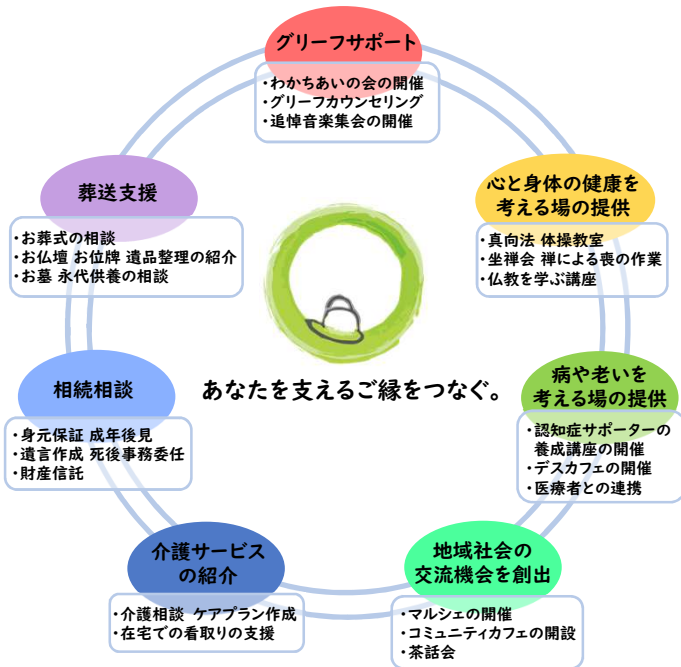 グリーフサポート
・わかちあいの会の開催
・グリーフカウンセリング
・追悼音楽集会の開催
心と身体の健康を
考える場の提供
・真向法 体操教室
・坐禅会 禅による喪の作業
・仏教を学ぶ講座
病や老いを
考える場の提供
・認知症サポーターの
養成講座の開催
・デスカフェの開催
・医療者との連携
地域社会の
交流機会を創出
・マルシェの開催
・コミュニティカフェの開設
・茶話会
介護サービス
の紹介
・介護相談 ケアプラン作成
・在宅での看取りの支援
相続相談
・身元保証 成年後見
・遺言作成 死後事務委任
・財産信託
葬送支援
・お葬式の相談
・お仏壇 お位牌 遺品整理の紹介
・お墓 永代供養の相談
あなたを支えるご縁をつなぐ。